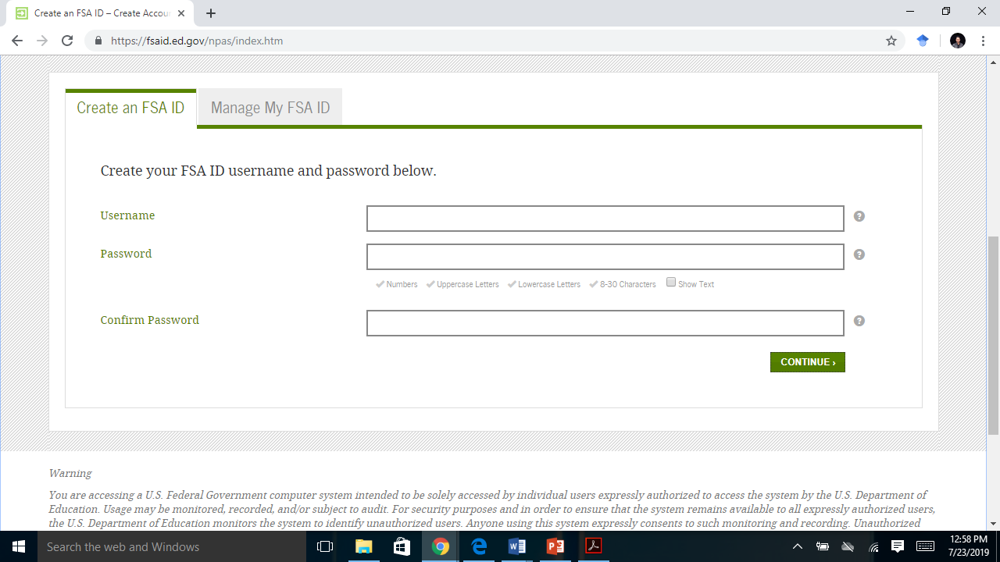 Create an FSA ID – Create Accou
https://fsaid.ed.gov/npas/index.htm
Create an FSA ID
Manage My FSA ID
Create your FSA ID username and password below.
Username
?
Password
?
Numbers Uppercase Letters Lowercase Letters 8-30 Characters Show Text
Confirm Password
?
CONTINUE ›
Warning
You are accessing a U.S. Federal Government computer system intended to be solely accessed by individual users expressly authorized to access the system by the U.S. Department of
Education. Usage may be monitored, recorded, and/or subject to audit. For security purposes and in order to ensure that the system remains available to all expressly authorized users,
the U.S. Department of Education monitors the system to identify unauthorized users. Anyone using this system expressly consents to such monitoring and recording. Unauthorized
Search the web and Windows
12:58 PM
7/23/2019